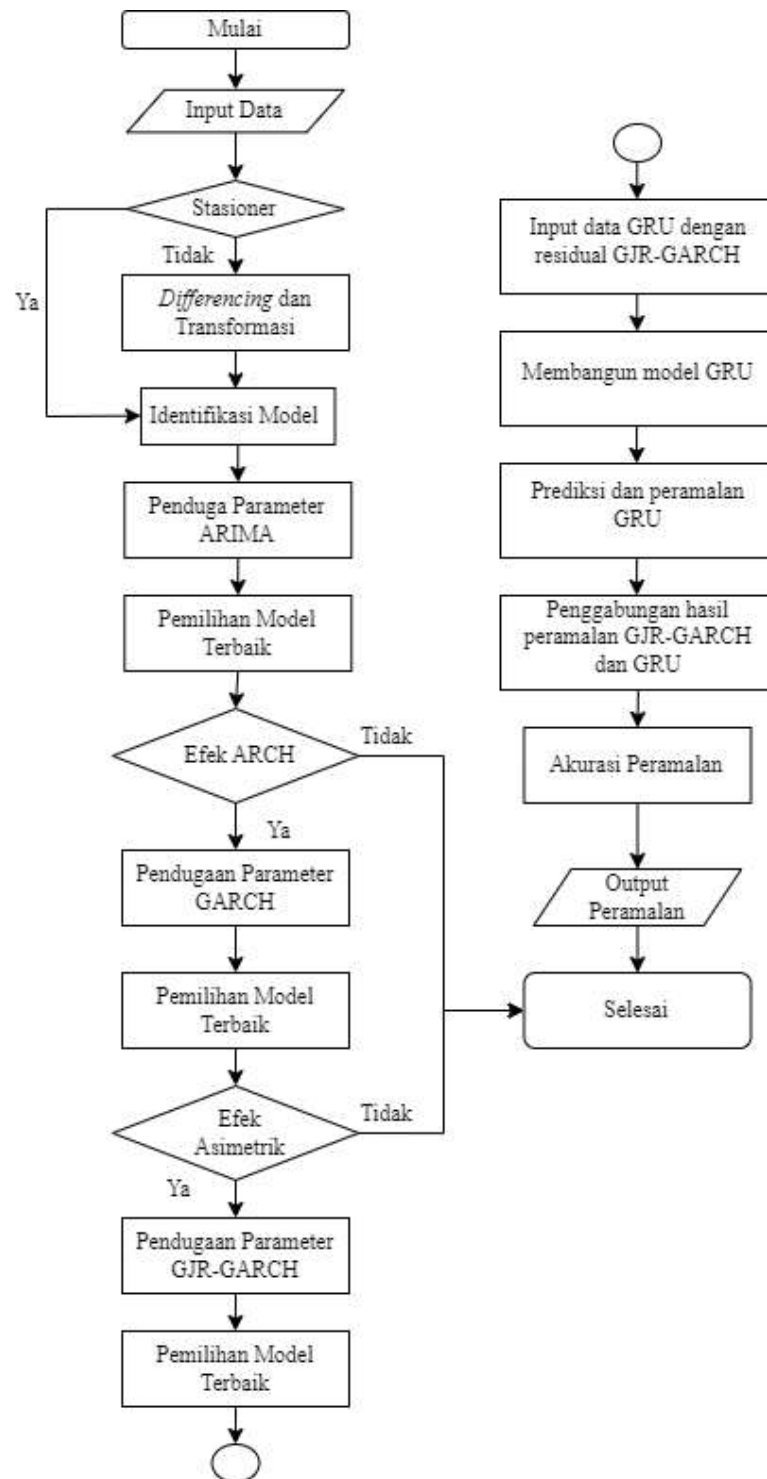 Mulai
Input Data
Stasioner
Tidak
Ya
Differencing dan
Transformasi
Identifikasi Model
Penduga Parameter
ARIMA
Pemilihan Model
Terbaik
Efek ARCH
Tidak
Ya
Pendugaan Parameter
GARCH
Pemilihan Model
Terbaik
Efek
Asimetrik
Tidak
Ya
Pendugaan Parameter
GJR-GARCH
Pemilihan Model
Terbaik
Input data GRU dengan
residual GJR-GARCH
Membangun model GRU
Prediksi dan peramalan
GRU
Penggabungan hasil
peramalan GJR-GARCH
dan GRU
Akurasi Peramalan
Output
Peramalan
Selesai